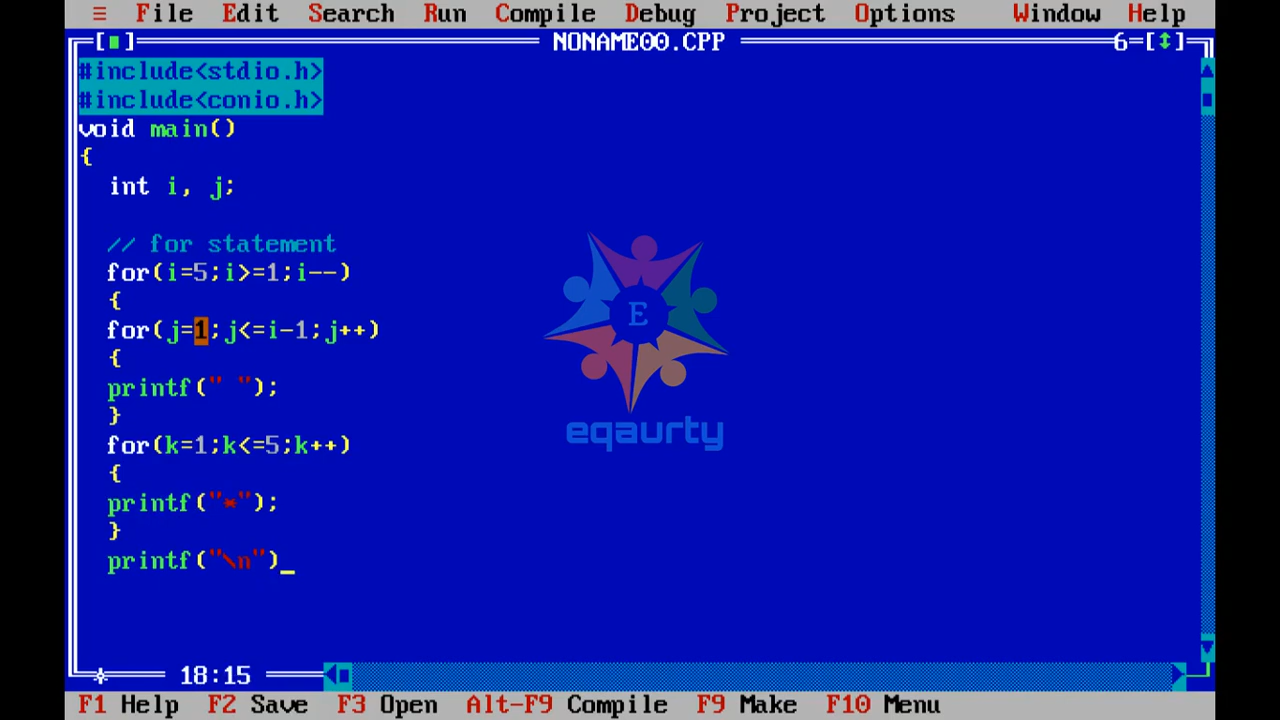 ≡ File Edit Search Run Compile Debug Project Options Window Help
[■] NONAME00.CPP 6=[↕]
#include<stdio.h>
#include<conio.h>
void main()
{
int i, j;
// for statement
for(i=5;i>=1;i--)
{
for(j=1;j<=i-1;j++)
{
printf(" ");
}
for(k=1;k<=5;k++)
{
printf("*");
}
printf("\n")_
E
eqaurty
18:15
F1 Help F2 Save F3 Open Alt-F9 Compile F9 Make F10 Menu